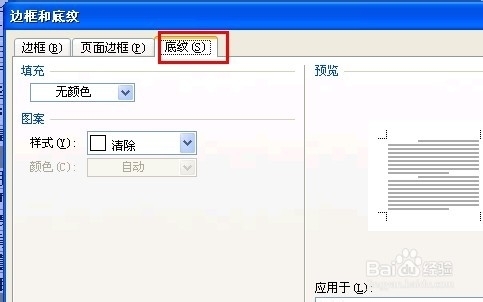 边框和底纹
边框(B) 页面边框(P) 底纹(S)
填充
无颜色
图案
样式(Y): 清除
颜色(C): 自动
预览
应用于(L):
Baidu经验